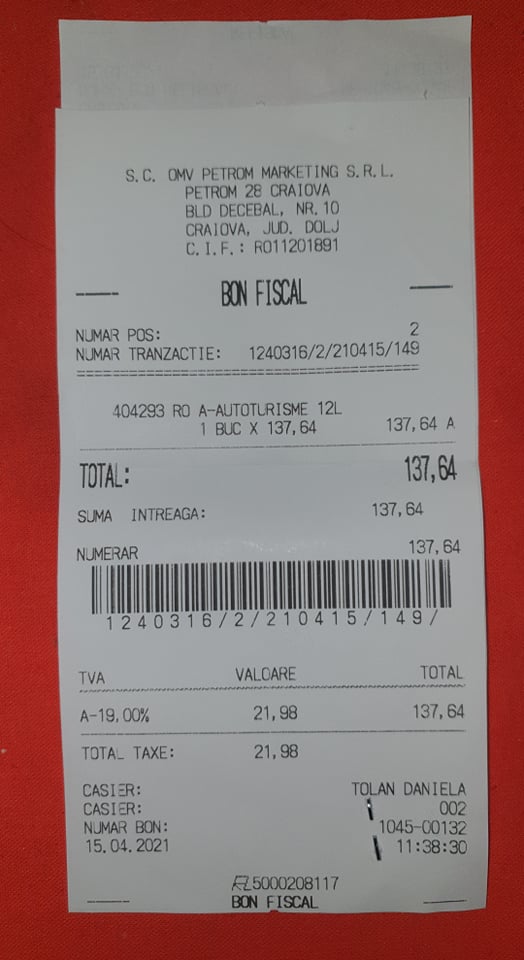 S.C. OMV PETROM MARKETING S.R.L.
PETROM 28 CRAIOVA
BLD DECEBAL, NR.10
CRAIOVA, JUD. DOLJ
C.I.F.: RO11201891
BON FISCAL
NUMAR POS: 2
NUMAR TRANZACTIE: 1240316/2/210415/149
404293 RO A-AUTOTURISME 12L
1 BUC X 137,64 137,64 A
TOTAL: 137,64
SUMA INTREAGA: 137,64
NUMERAR 137,64
1240316/2/210415/149/
TVA VALOARE TOTAL
A-19,00% 21,98 137,64
TOTAL TAXE: 21,98
CASIER: TOLAN DANIELA
CASIER: 002
NUMAR BON: 1045-00132
15.04.2021 11:38:30
5000208117
BON FISCAL